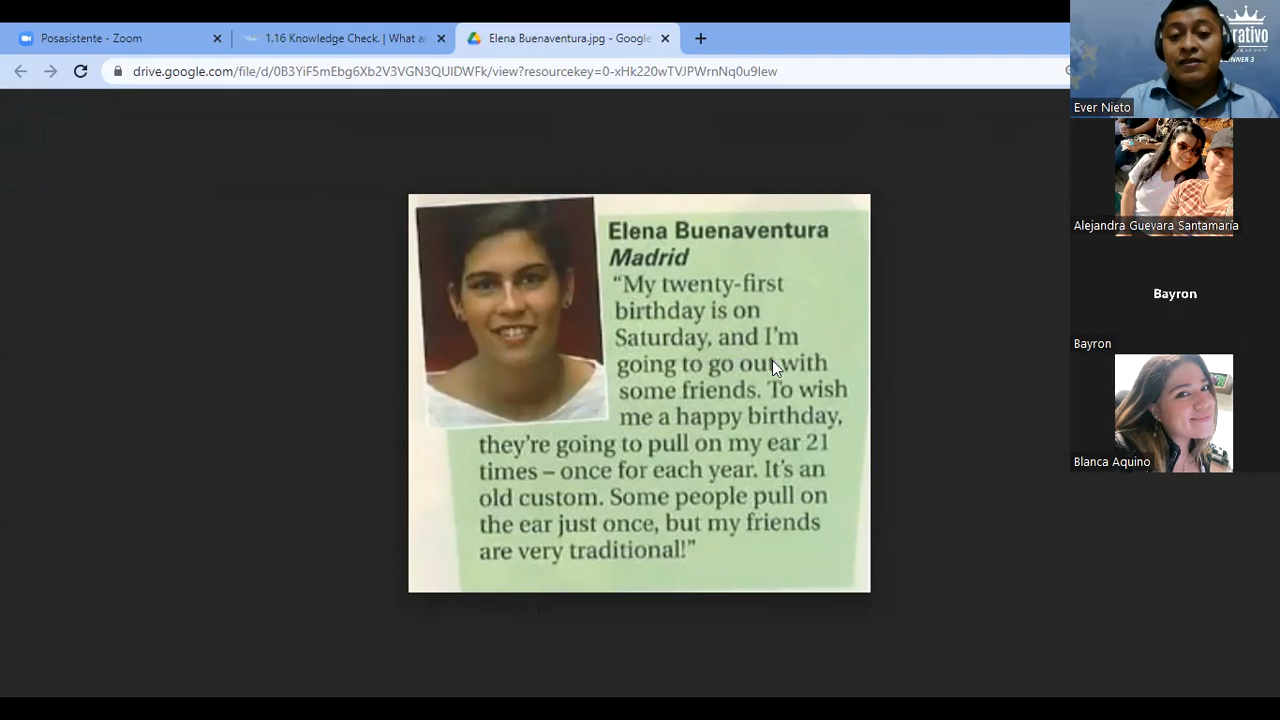 Posasistente - Zoom
1.16 Knowledge Check. | What a
Elena Buenaventura.jpg - Google
drive.google.com/file/d/0B3YiF5mEbg6Xb2V3VGN3QUlDWFk/view?resourcekey=0-xHk220wTVJPWrnNq0u9Iew
Elena Buenaventura
Madrid
“My twenty-first
birthday is on
Saturday, and I'm
going to go out with
some friends. To wish
me a happy birthday,
they're going to pull on my ear 21
times – once for each year. It's an
old custom. Some people pull on
the ear just once, but my friends
are very traditional!”
Ever Nieto
Alejandra Guevara Santamaría
Bayron
Bayron
Blanca Aquino